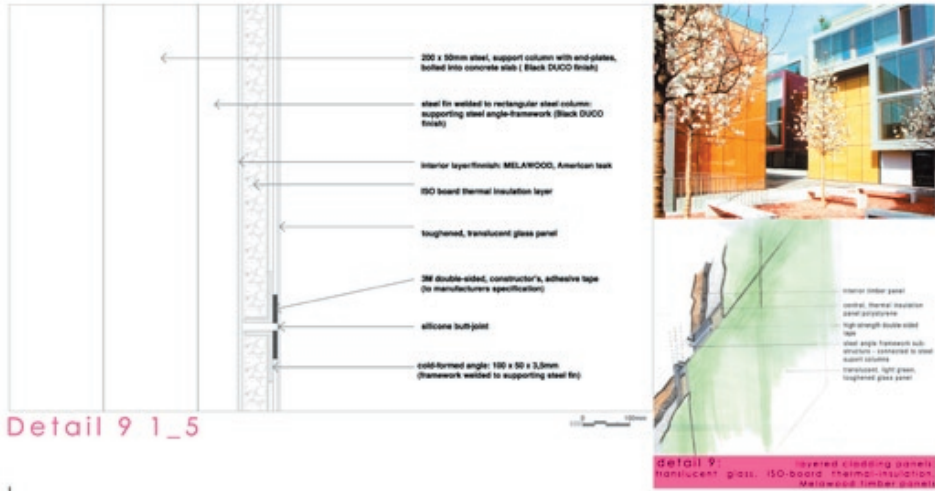 200 x 50mm steel, support column with end-plates,
bolted into concrete slab ( Black DUCO finish)
steel fin welded to rectangular steel column:
supporting steel angle-framework (Black DUCO
finish)
interior layer/finnish: MELAWOOD, American teak
ISO board thermal insulation layer
toughened, translucent glass panel
3M double-sided, constructor's, adhesive tape
(to manufacturers specification)
silicone butt-joint
cold-formed angle: 100 x 50 x 3,5mm
(framework welded to supporting steel fin)
Detail 9 1_5
0 100mm
interior timber panel
control, thermal insulation
panel:polystyrene
high-strength double-sided
tape
steel angle framework sub-
structure - connected to steel
suport columns
translucent, light green,
toughened glass panel
detail 9: layered cladding panels:
translucent glass, ISO-board thermal-insulation,
Melawood timber panels